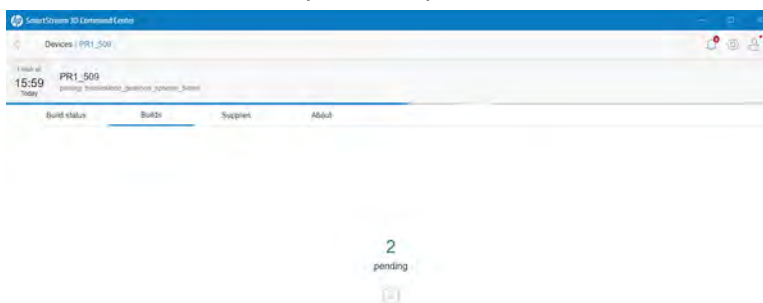 SmartStream 3D Command Center
Devices | PR1_509
15:59
Today
PR1_509
Build status
Builds
Supplies
About
2
pending